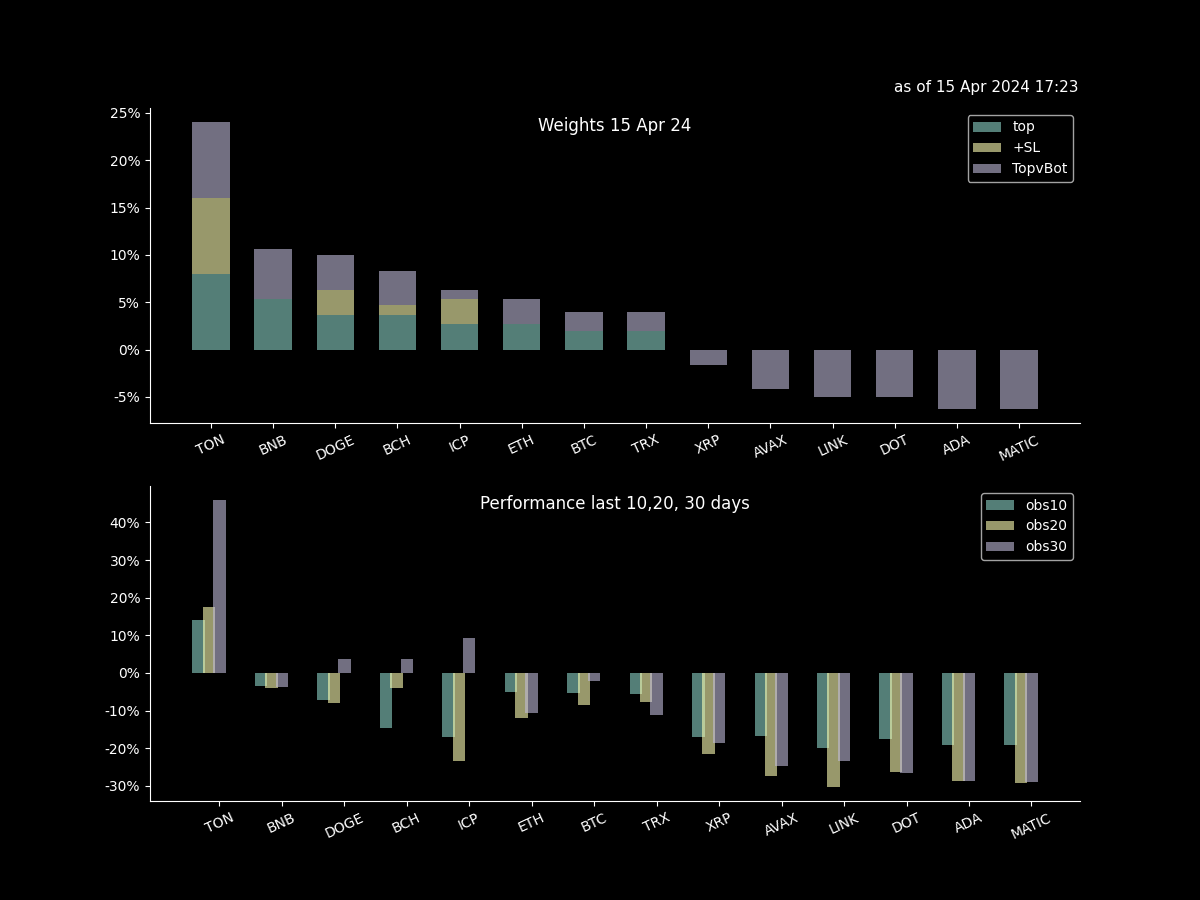 as of 15 Apr 2024 17:23
Weights 15 Apr 24
top
+SL
TopvBot
25%
20%
15%
10%
5%
0%
-5%
TON BNB DOGE BCH ICP ETH BTC TRX XRP AVAX LINK DOT ADA MATIC
Performance last 10,20, 30 days
obs10
obs20
obs30
40%
30%
20%
10%
0%
-10%
-20%
-30%
TON BNB DOGE BCH ICP ETH BTC TRX XRP AVAX LINK DOT ADA MATIC